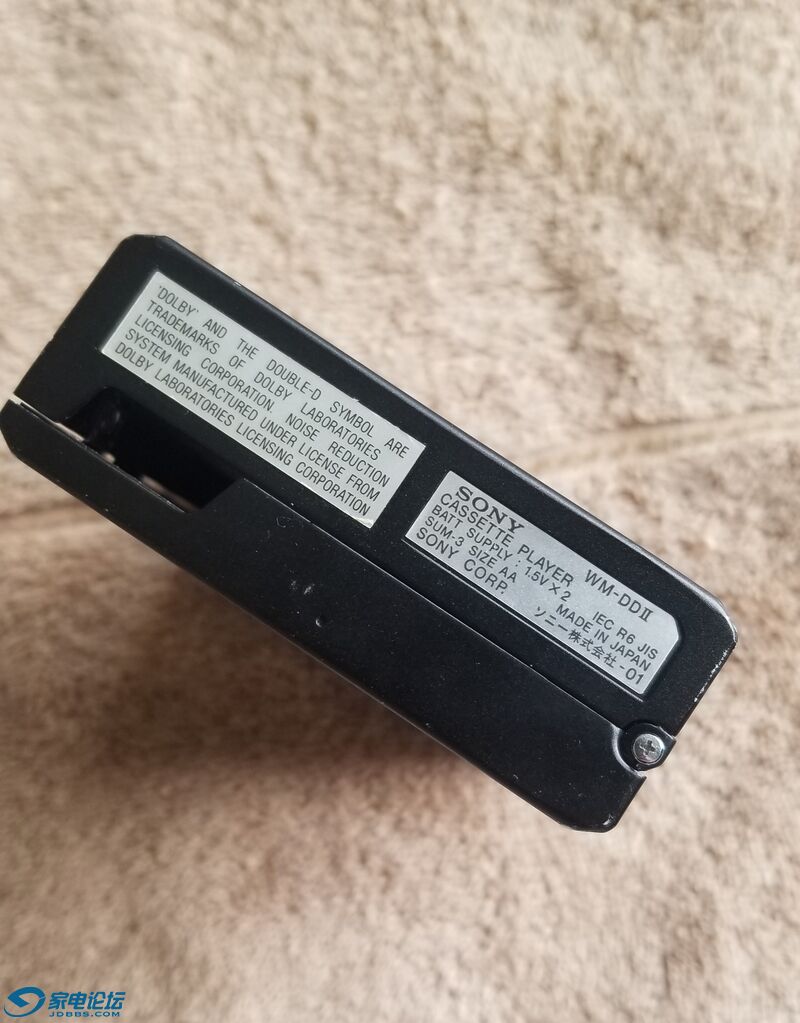 'DOLBY' AND THE DOUBLE-D SYMBOL ARE
TRADEMARKS OF DOLBY LABORATORIES
LICENSING CORPORATION NOISE REDUCTION
SYSTEM MANUFACTURED UNDER LICENSE FROM
DOLBY LABORATORIES LICENSING CORPORATION
SONY
CASSETTE PLAYER WM-DDⅡ
BATT SUPPLY : 1.5V×2 IEC R6 JIS
SUM-3 SIZE AA MADE IN JAPAN
SONY CORP. ソニー株式会社-01
家电论坛
JDBBS.COM